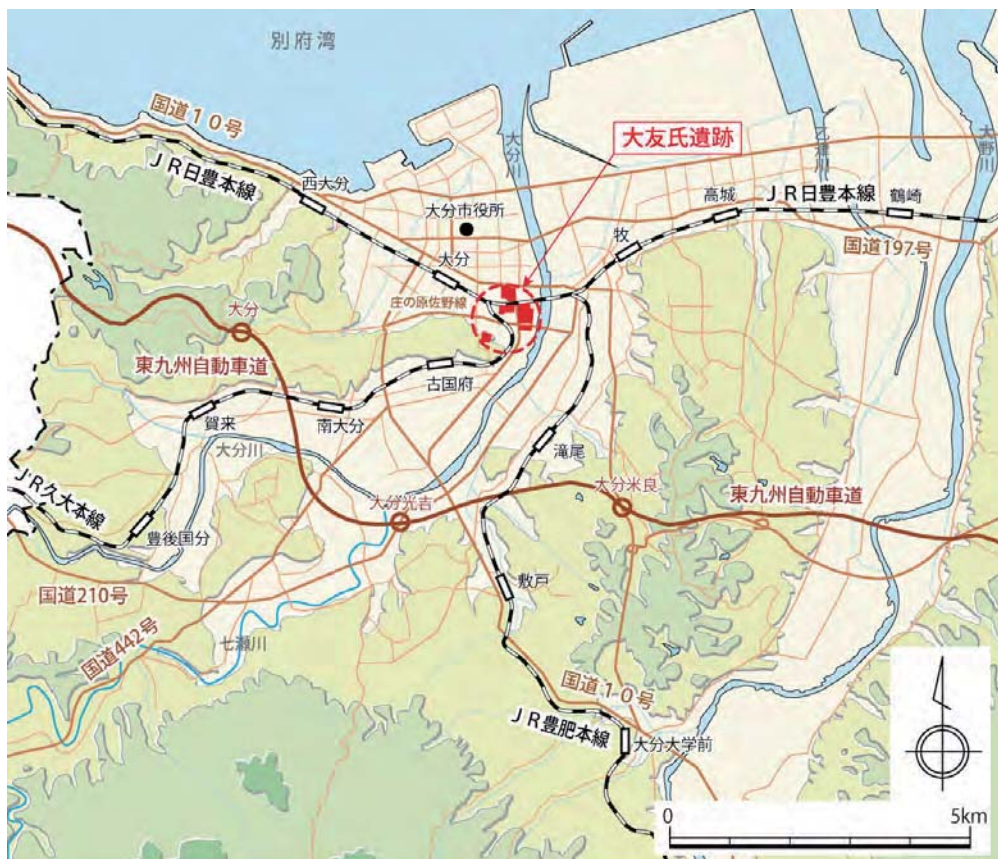 別府湾
国道10号
JR日豊本線
西大分
大分市役所
大分
大分川
大友氏遺跡
乙津川
大野川
高城
JR日豊本線
鶴崎
牧
国道197号
庄の原佐野線
大分
東九州自動車道
古国府
南大分
賀来
大分川
滝尾
JR久大本線
豊後国分
大分光吉
大分米良
東九州自動車道
国道210号
国道442号
七瀬川
敷戸
国道10号
JR豊肥本線
大分大学前
0
5km